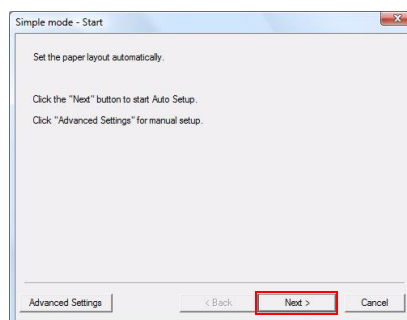 Simple mode - Start
Set the paper layout automatically.
Click the "Next" button to start Auto Setup.
Click "Advanced Settings" for manual setup.
Advanced Settings
< Back
Next >
Cancel